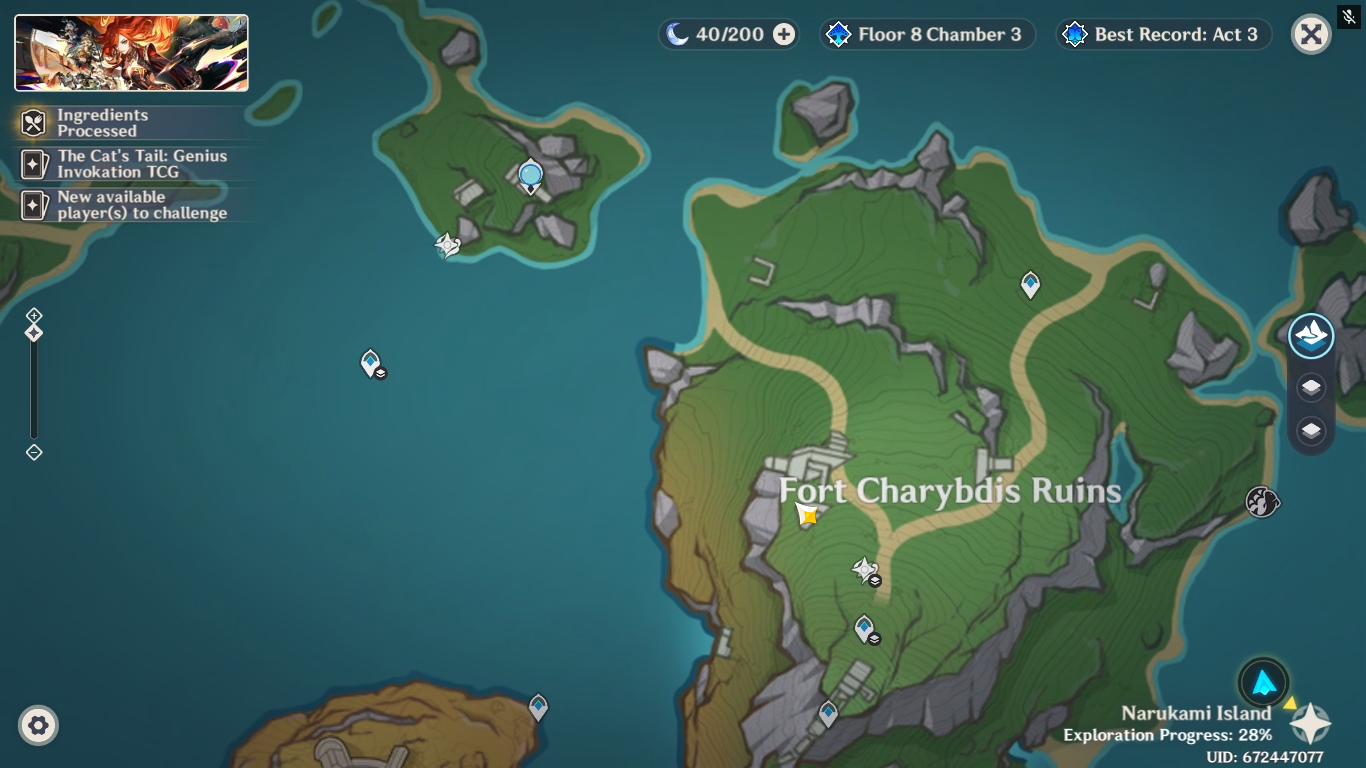 40/200
Floor 8 Chamber 3
Best Record: Act 3
Ingredients
Processed
The Cat's Tail: Genius
Invokation TCG
New available
player(s) to challenge
Fort Charybdis Ruins
Narukami Island
Exploration Progress: 28%
UID: 672447077